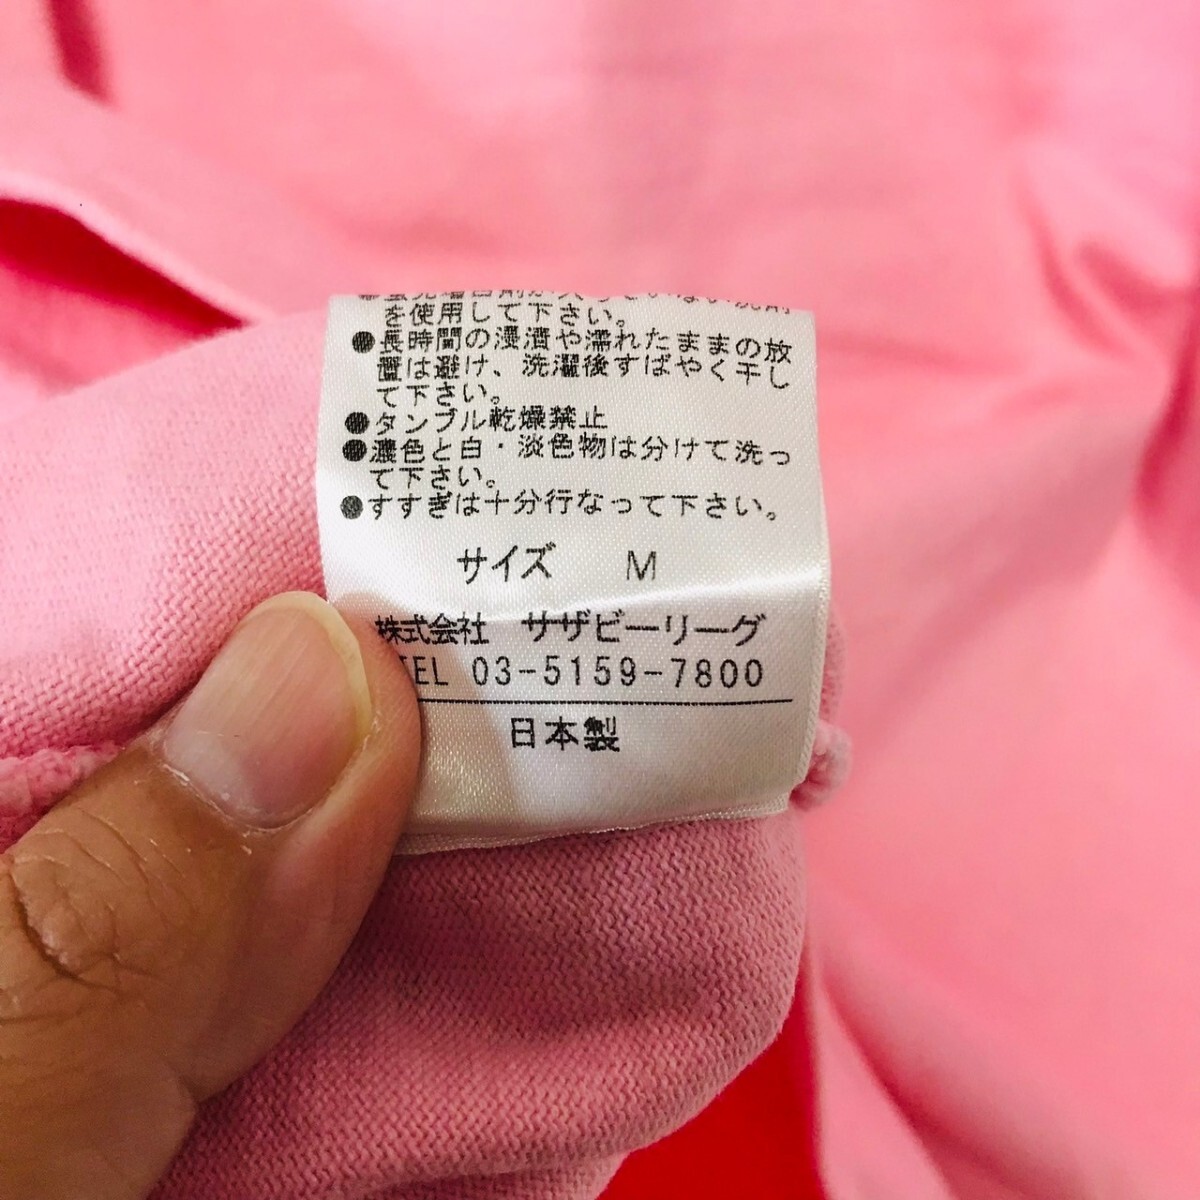 を使用して下さい。
●長時間の浸漬や濡れたままの放
置は避け、洗濯後すばやく干し
て下さい。
●タンブル乾燥禁止
●濃色と白・淡色物は分けて洗っ
て下さい。
●すすぎは十分行なって下さい。
サイズ M
株式会社 サザビーリーグ
TEL 03-5159-7800
日本製